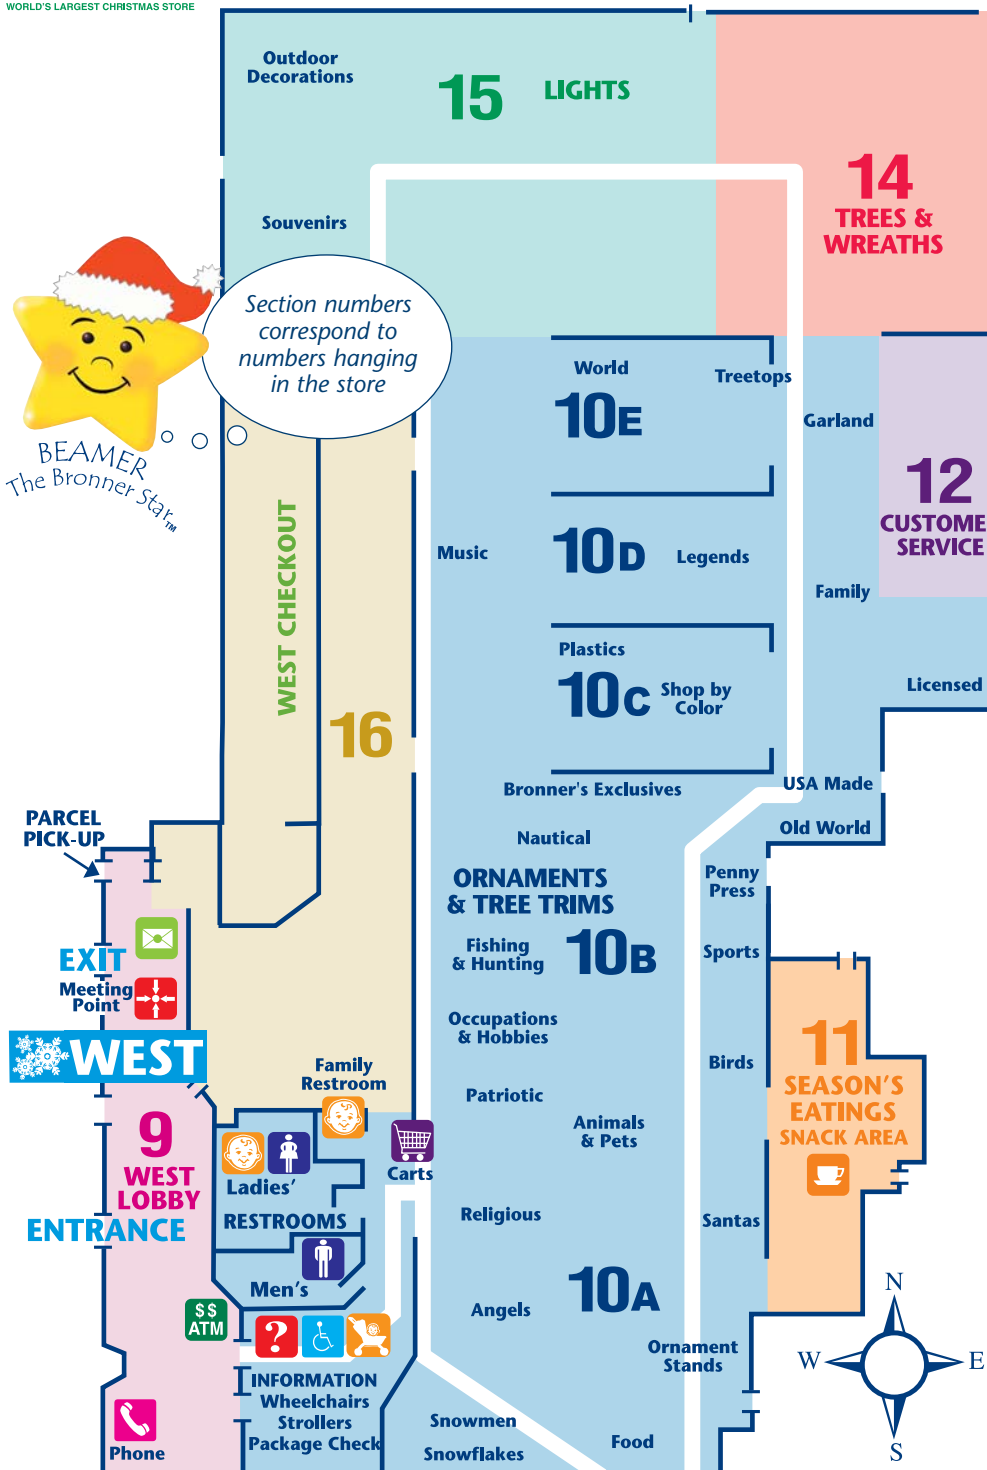 WORLD'S LARGEST CHRISTMAS STORE
Outdoor
Decorations
15
LIGHTS
14
TREES &
WREATHS
Souvenirs
Section numbers
correspond to
numbers hanging
in the store
BEAMER
The Bronner Star™
World
10E
Treetops
Garland
12
CUSTOME
SERVICE
WEST CHECKOUT
Music
10D
Legends
Family
Plastics
10C
Shop by
Color
Licensed
16
Bronner's Exclusives
USA Made
PARCEL
PICK-UP
Nautical
Old World
ORNAMENTS
& TREE TRIMS
Penny
Press
EXIT
Fishing
& Hunting
10B
Sports
Meeting
Point
Occupations
& Hobbies
11
SEASON'S
EATINGS
SNACK AREA
WEST
Family
Restroom
Patriotic
Birds
9
WEST
LOBBY
Animals
& Pets
Carts
Ladies'
RESTROOMS
Religious
Santas
ENTRANCE
Men's
10A
Angels
$$
ATM
?
Ornament
Stands
N
W
E
S
INFORMATION
Wheelchairs
Strollers
Package Check
Phone
Snowmen
Snowflakes
Food